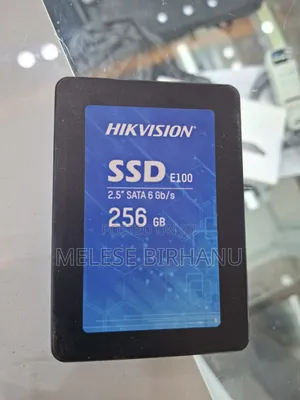 HIKVISION
SSD E100
2.5" SATA 6 Gb/s
256 GB
MELESE BIRHANU